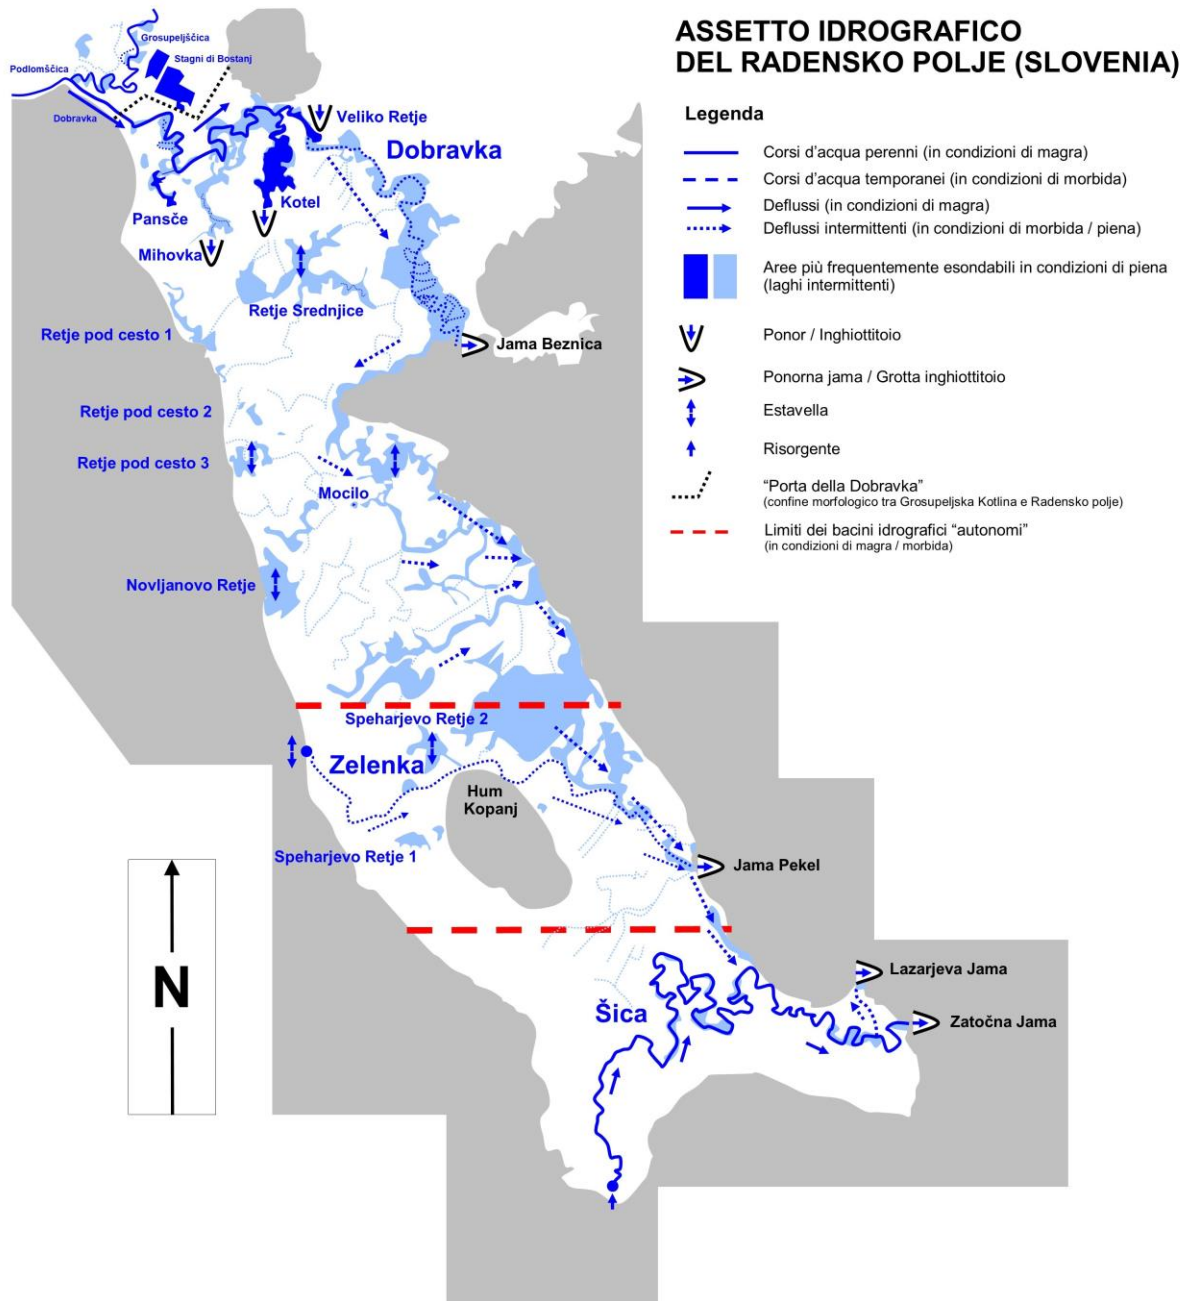 ASSETTO IDROGRAFICO
DEL RADENSKO POLJE (SLOVENIA)
Legenda
Corsi d'acqua perenni (in condizioni di magra)
Corsi d'acqua temporanei (in condizioni di morbida)
Deflussi (in condizioni di magra)
Deflussi intermittenti (in condizioni di morbida / piena)
Aree più frequentemente esondabili in condizioni di piena
(laghi intermittenti)
Ponor / Inghiottitoio
Ponorna jama / Grotta inghiottitoio
Estavella
Risorgente
“Porta della Dobravka”
(confine morfologico tra Grosupeljska Kotlina e Radensko polje)
Limiti dei bacini idrografici “autonomi”
(in condizioni di magra / morbida)
Grosupeljščica
Stagni di Bostanj
Podlomščica
Dobravka
Veliko Retje
Dobravka
Pansče
Kotel
Mihovka
Retje Srednjice
Retje pod cesto 1
Jama Beznica
Retje pod cesto 2
Retje pod cesto 3
Mocilo
Novljanovo Retje
Speharjevo Retje 2
Zelenka
Hum
Kopanj
Speharjevo Retje 1
Jama Pekel
N
Lazarjeva Jama
Šica
Zatočna Jama